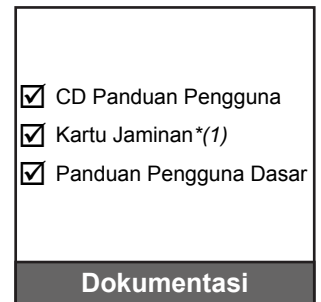 CD Panduan Pengguna
Kartu Jaminan*(1)
Panduan Pengguna Dasar
Dokumentasi